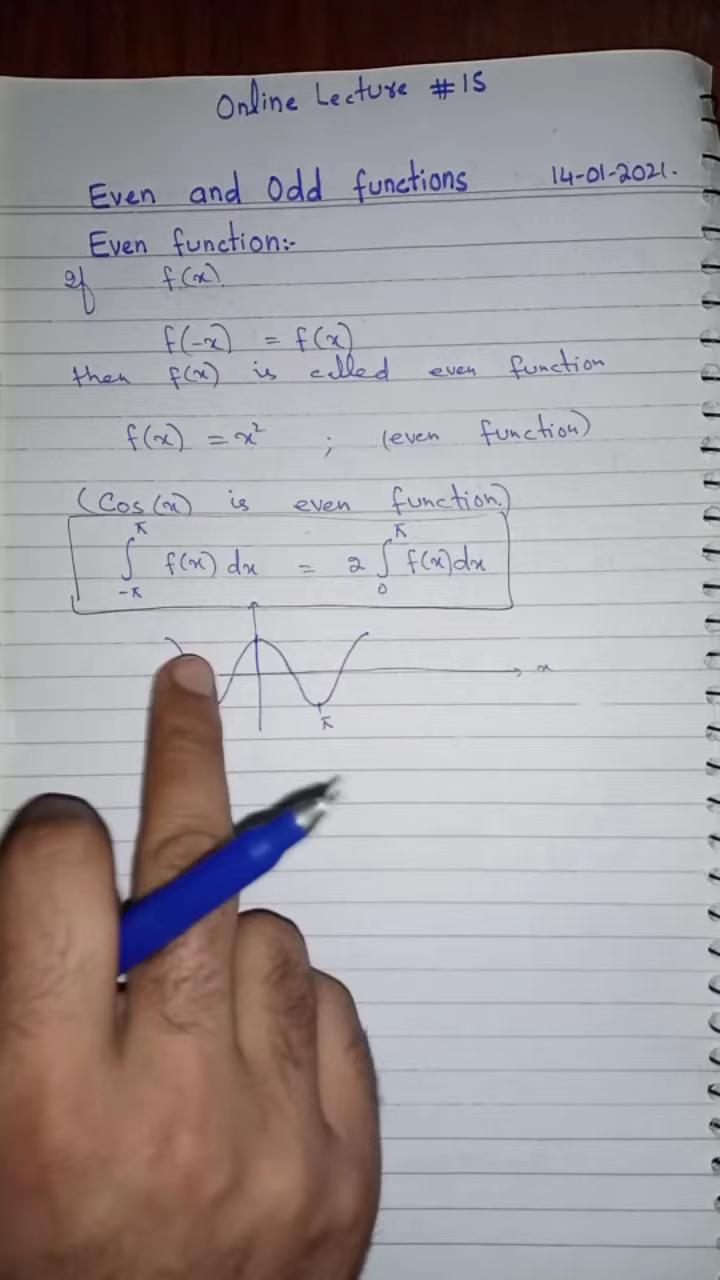 Online Lecture #15
Even and Odd functions 14-01-2021.
Even function:-
If f(x)
f(-x) = f(x)
then f(x) is called even function
f(x) = x² ; (even function)
(Cos(x) is even function.)
∫_{-π}^{π} f(x) dx = 2 ∫_{0}^{π} f(x) dx
x
π